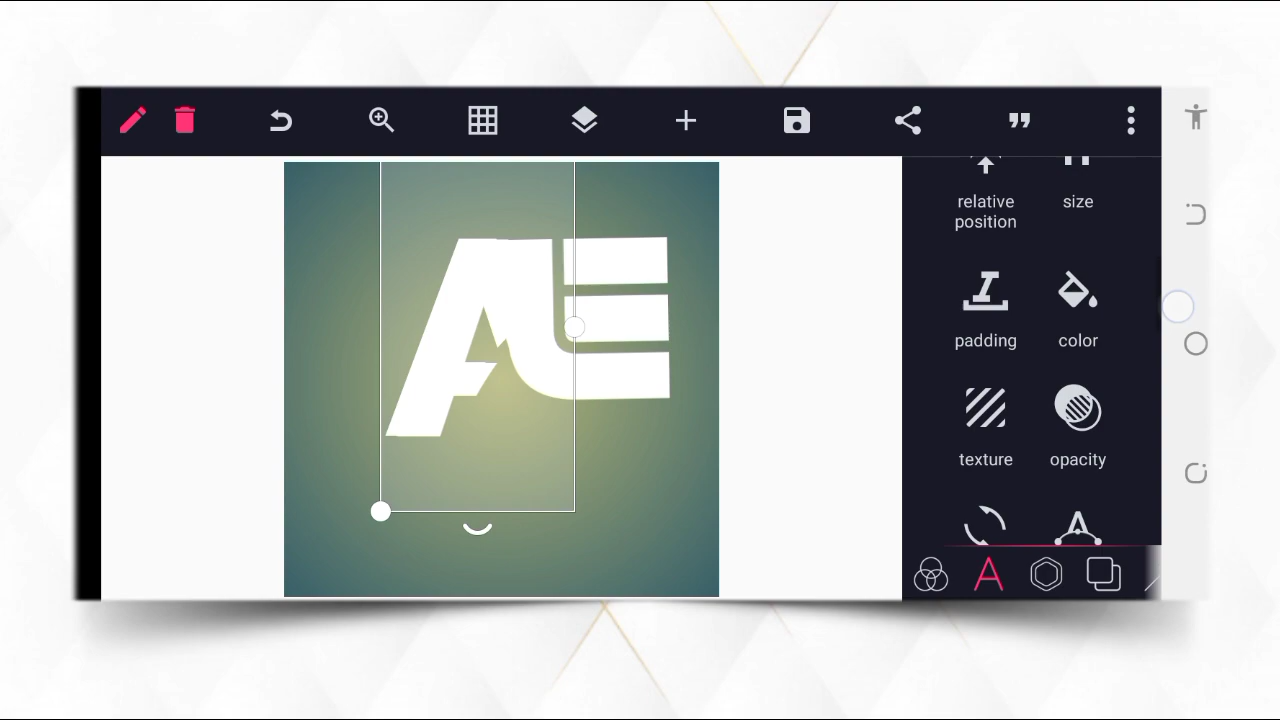 AE
relative
position
size
padding
color
texture
opacity